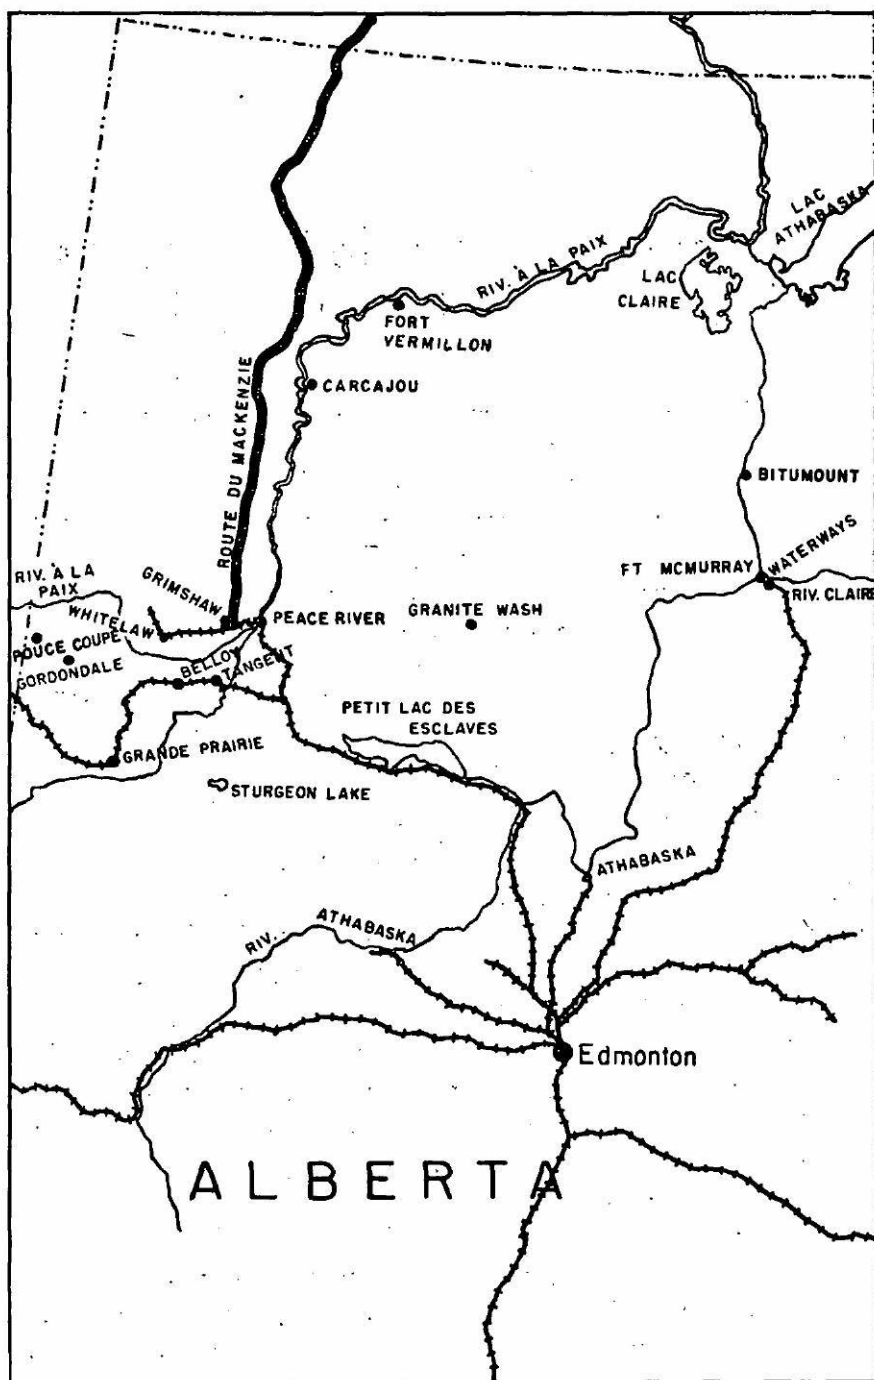 LAC
ATHABASKA
RIV. À LA PAIX
LAC
CLAIRE
FORT
VERMILLON
CARCAJOU
ROUTE DU MACKENZIE
BITUMOUNT
WATERWAYS
FT MCMURRAY
RIV. CLAIRE
RIV. À LA
PAIX
GRIMSHAW
WHITELAW
PEACE RIVER
GRANITE WASH
POUCE COUPÉ
GORDONDALE
BELLOY
TANGENT
PETIT LAC DES
ESCLAVES
GRANDE PRAIRIE
STURGEON LAKE
ATHABASKA
RIV. ATHABASKA
Edmonton
ALBERTA